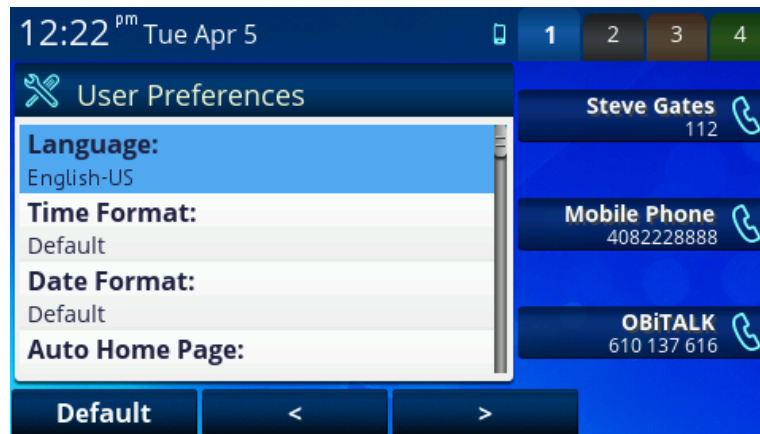 12:22 pm Tue Apr 5
1 2 3 4
User Preferences
Language:
English-US
Time Format:
Default
Date Format:
Default
Auto Home Page:
Steve Gates
112
Mobile Phone
4082228888
OBiTALK
610 137 616
Default < >